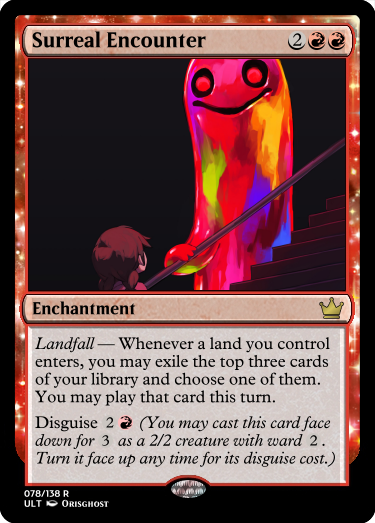 Surreal Encounter 2
Enchantment
Landfall — Whenever a land you control
enters, you may exile the top three cards
of your library and choose one of them.
You may play that card this turn.
Disguise 2 (You may cast this card face
down for 3 as a 2/2 creature with ward 2.
Turn it face up any time for its disguise cost.)
078/138 R
ULT Orisghost